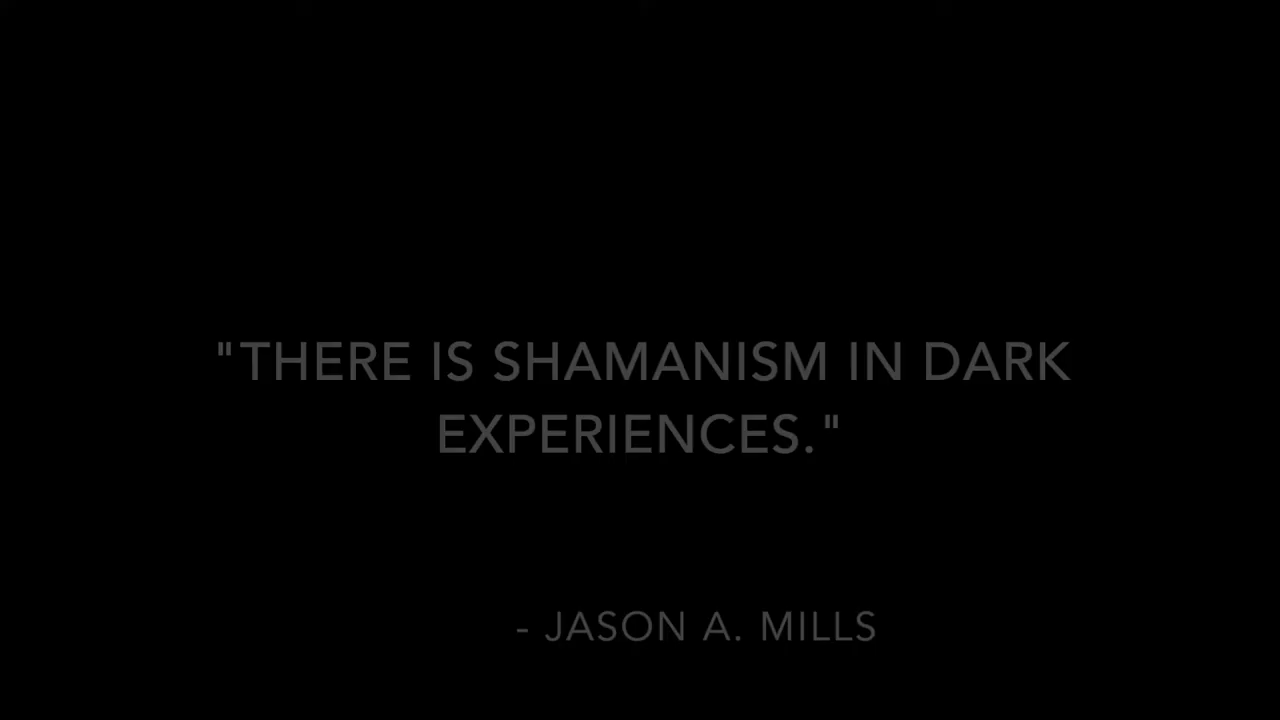 "THERE IS SHAMANISM IN DARK
EXPERIENCES."
- JASON A. MILLS